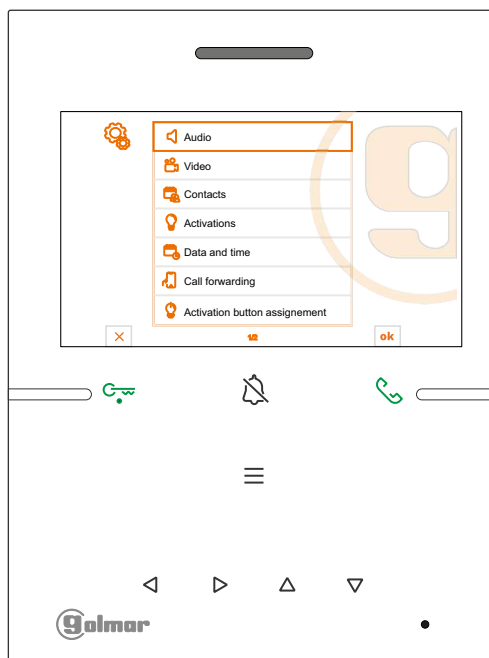 Audio
Video
Contacts
Activations
Data and time
Call forwarding
Activation button assignement
1/2
ok
golmar